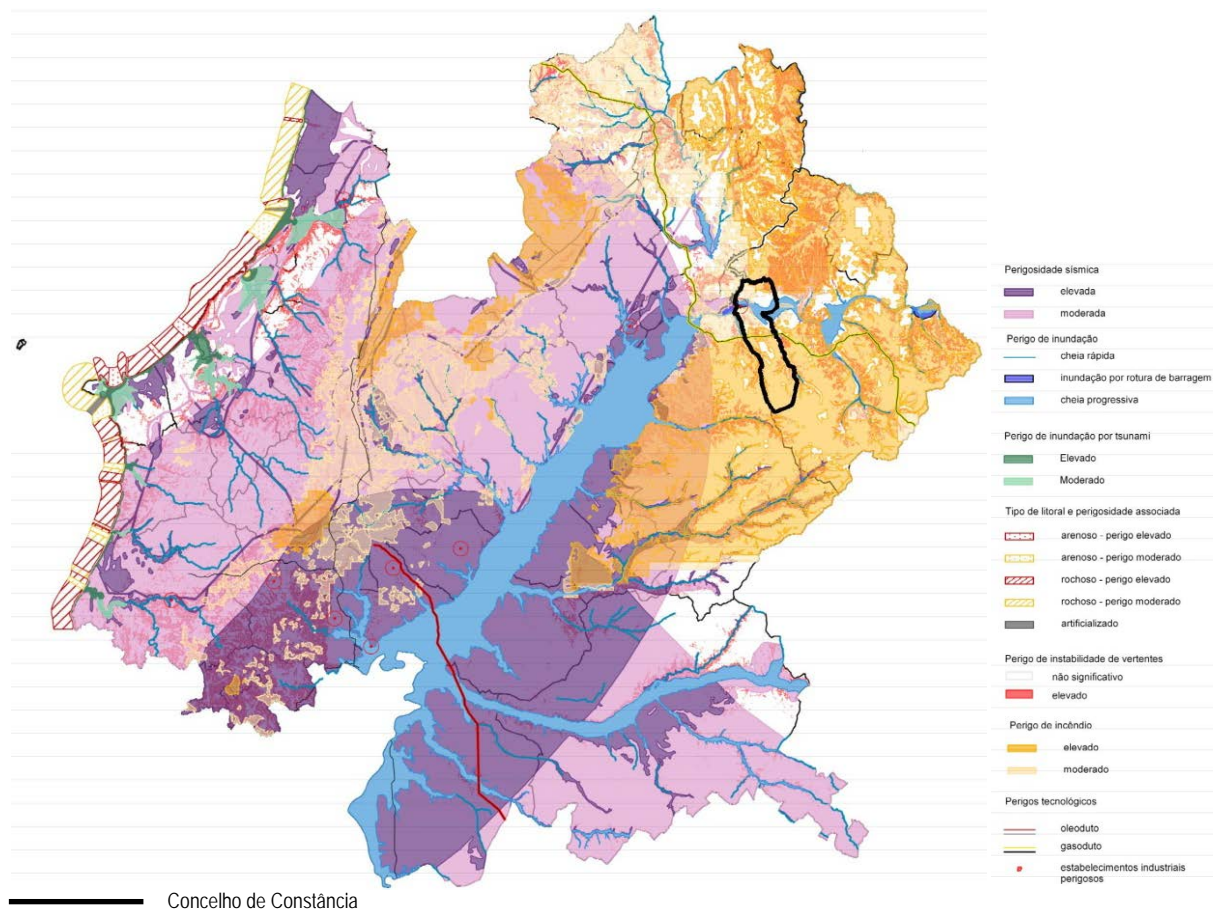 Perigosidade sísmica
elevada
moderada
Perigo de inundação
cheia rápida
inundação por rotura de barragem
cheia progressiva
Perigo de inundação por tsunami
Elevado
Moderado
Tipo de litoral e perigosidade associada
arenoso - perigo elevado
arenoso - perigo moderado
rochoso - perigo elevado
rochoso - perigo moderado
artificializado
Perigo de instabilidade de vertentes
não significativo
elevado
Perigo de incêndio
elevado
moderado
Perigos tecnológicos
oleoduto
gasoduto
estabelecimentos industriais
perigosos
Concelho de Constância